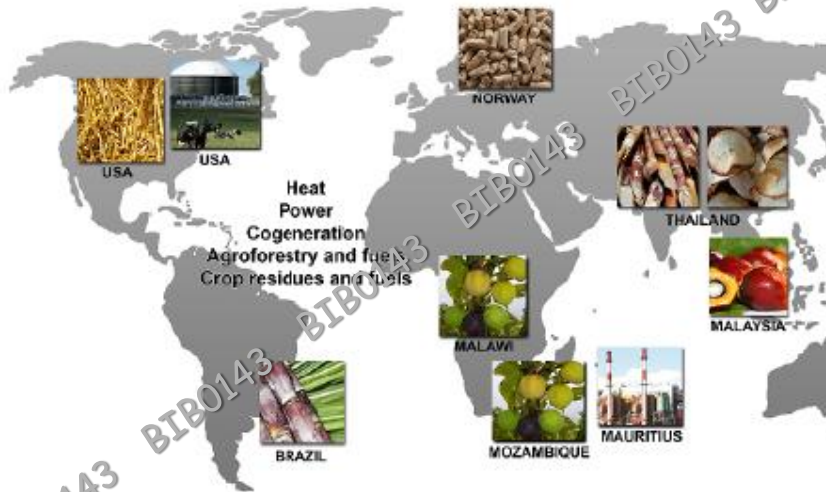 NORWAY
USA
USA
THAILAND
Heat
Power
Cogeneration
Agroforestry and fuels
Crop residues and fuels
MALAYSIA
MALAWI
MAURITIUS
MOZAMBIQUE
BRAZIL
BIBO143 BIBO143 BIBO143 BIBO143 BIBO143